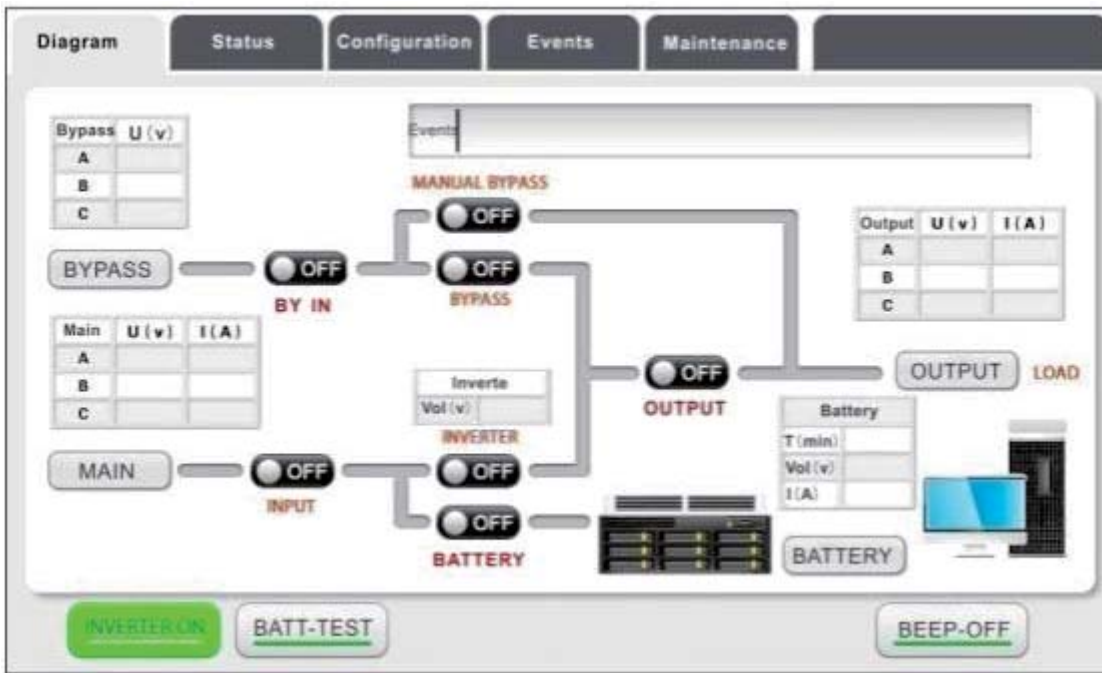 Diagram
Status
Configuration
Events
Maintenance
Events
Bypass U(v)
A
B
C
MANUAL BYPASS
OFF
Output U(v) I(A)
A
B
C
BYPASS
OFF
BY IN
OFF
BYPASS
Main U(v) I(A)
A
B
C
Inverte
Vol(v)
OFF
OUTPUT
OUTPUT
LOAD
INVERTER
MAIN
OFF
INPUT
OFF
Battery
T(min)
Vol(v)
I(A)
OFF
BATTERY
BATTERY
INVERTER ON
BATT-TEST
BEEP-OFF